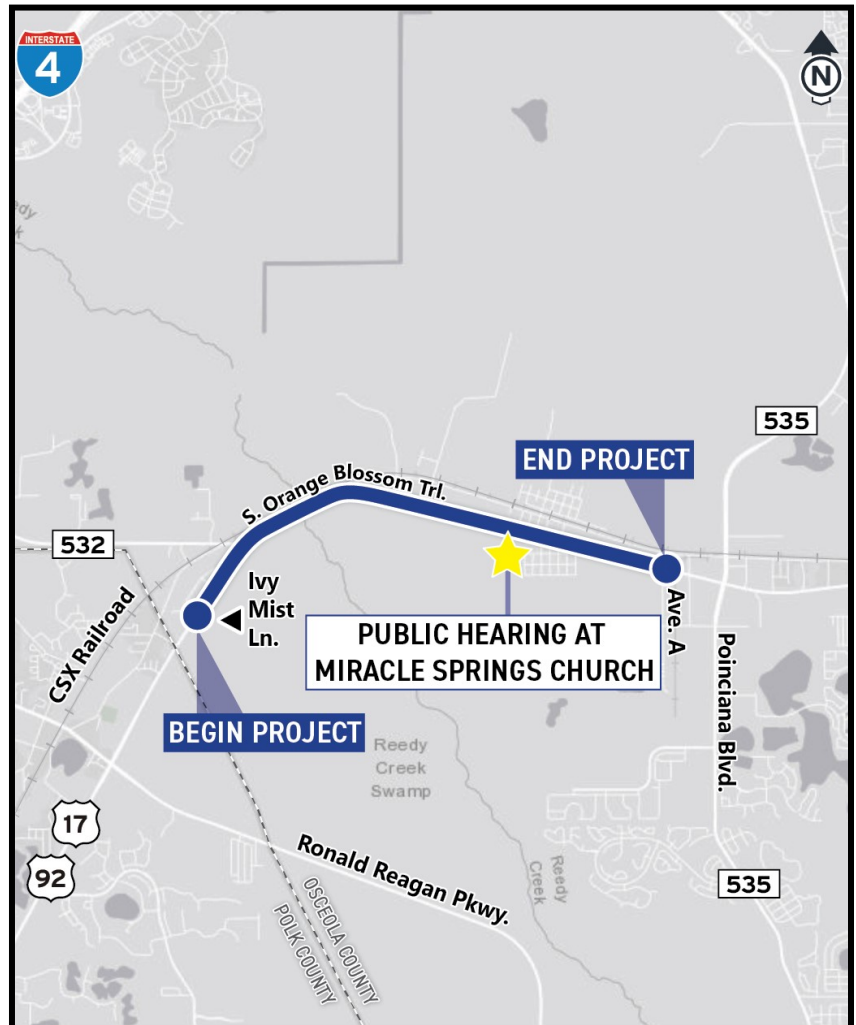 INTERSTATE
4
N
535
END PROJECT
S. Orange Blossom Trl.
532
Ivy
Mist
Ln.
Ave. A
CSX Railroad
PUBLIC HEARING AT
MIRACLE SPRINGS CHURCH
Poinciana Blvd.
BEGIN PROJECT
Reedy
Creek
Swamp
17
92
Ronald Reagan Pkwy.
Reedy
Creek
535
OSCEOLA COUNTY
POLK COUNTY